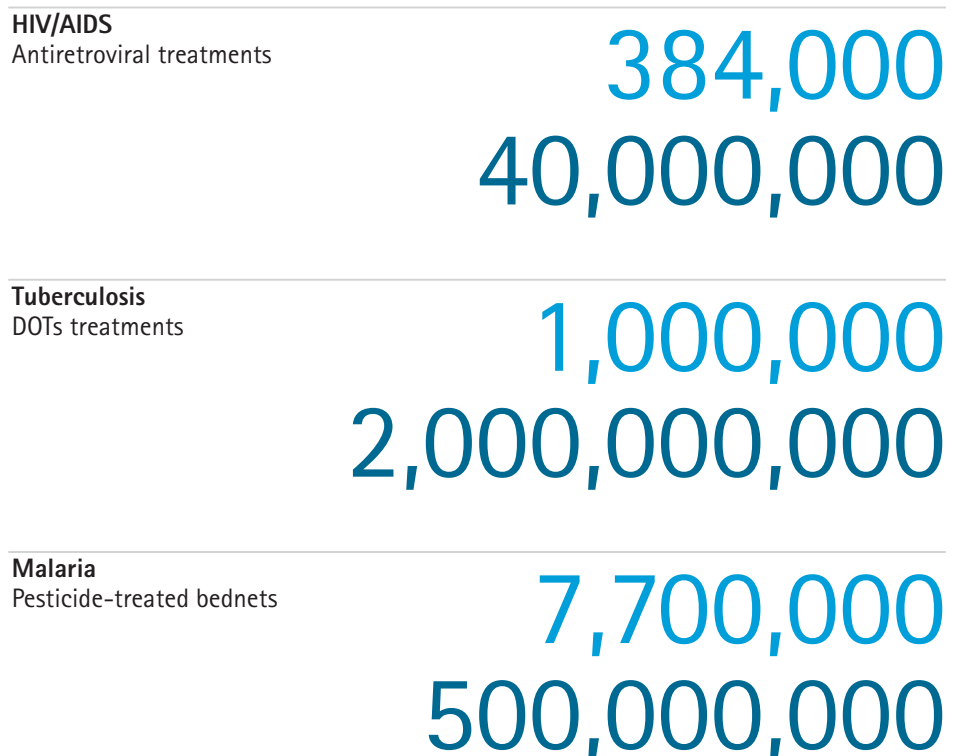 HIV/AIDS
Antiretroviral treatments
384,000
40,000,000
Tuberculosis
DOTs treatments
1,000,000
2,000,000,000
Malaria
Pesticide-treated bednets
7,700,000
500,000,000